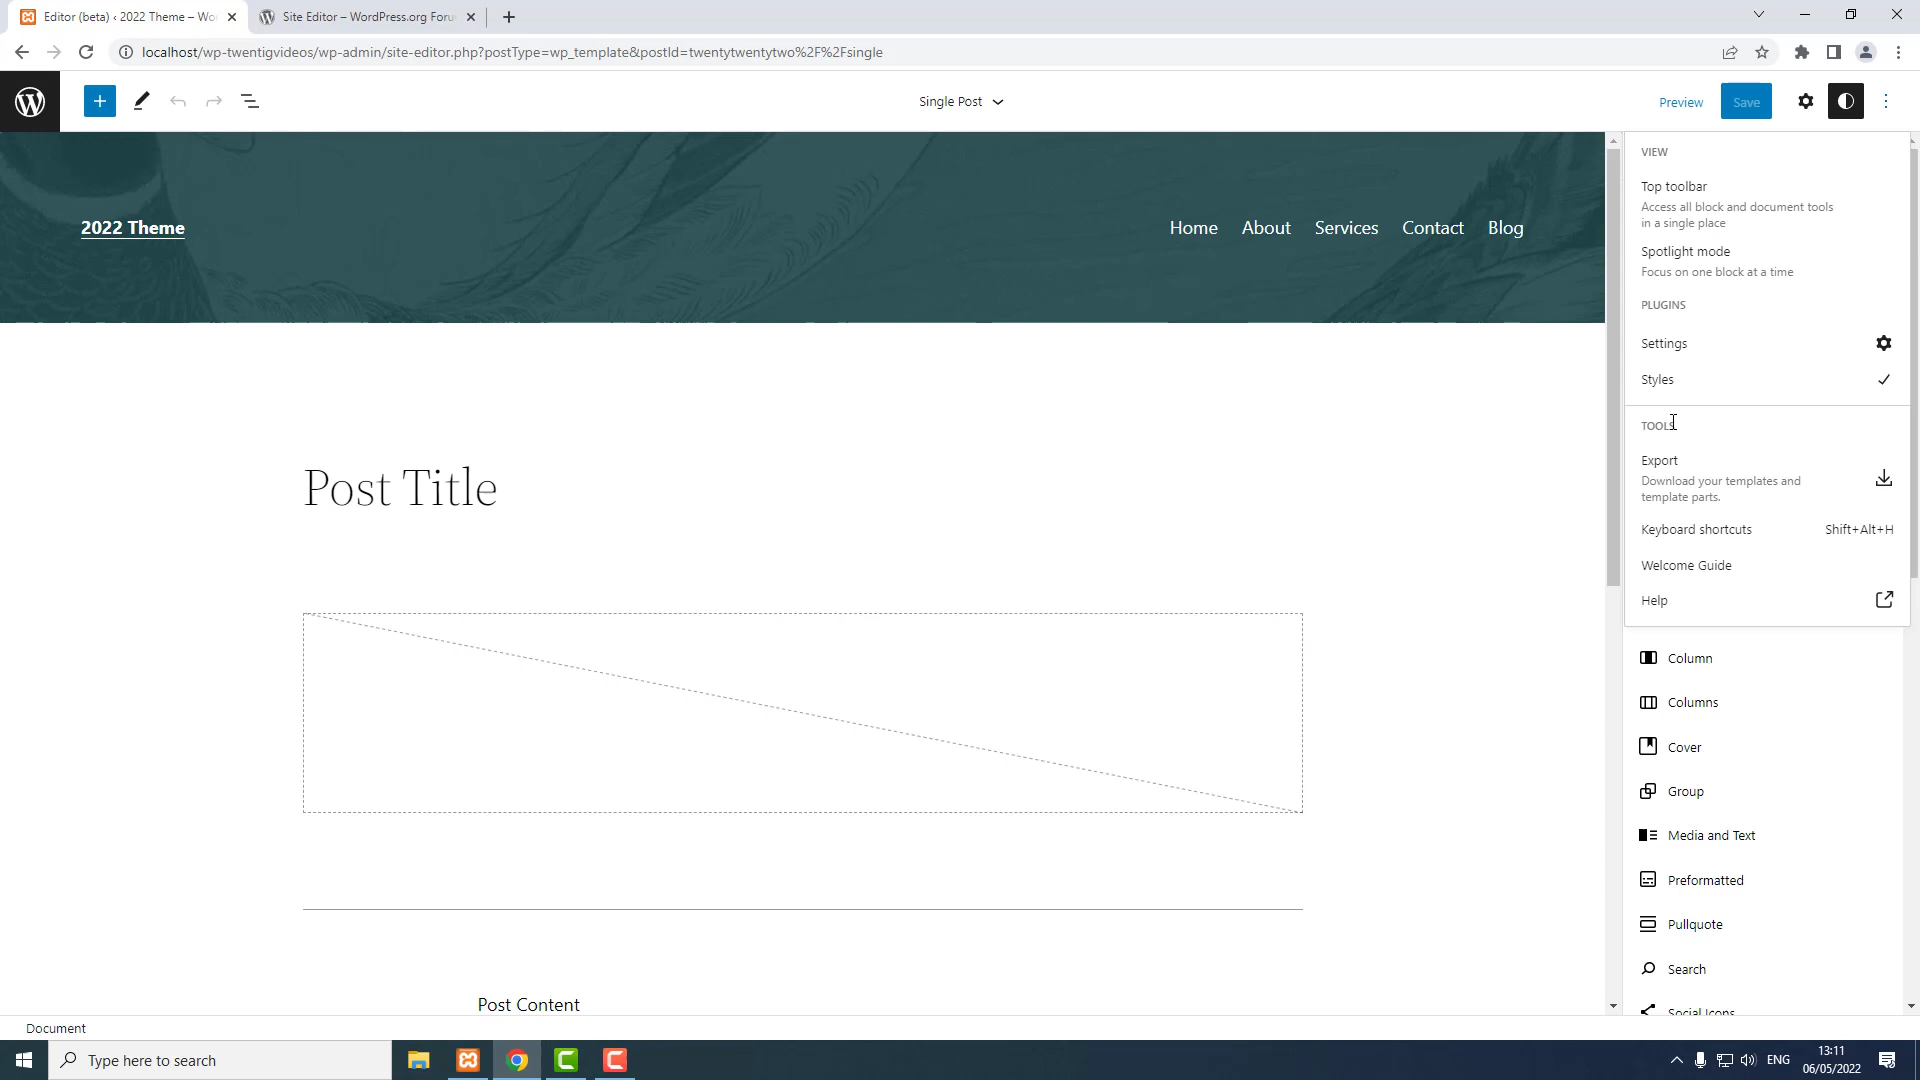 Editor (beta) ‹ 2022 Theme – Wo
Site Editor – WordPress.org Foru
localhost/wp-twentigvideos/wp-admin/site-editor.php?postType=wp_template&postId=twentytwentytwo%2F%2Fsingle
Single Post
Preview
Save
VIEW
Top toolbar
Access all block and document tools
in a single place
Spotlight mode
Focus on one block at a time
PLUGINS
Settings
Styles
TOOLS
Export
Download your templates and
template parts.
Keyboard shortcuts Shift+Alt+H
Welcome Guide
Help
2022 Theme
Home About Services Contact Blog
Post Title
Post Content
Column
Columns
Cover
Group
Media and Text
Preformatted
Pullquote
Search
Social Icons
Document
Type here to search
ENG
13:11
06/05/2022